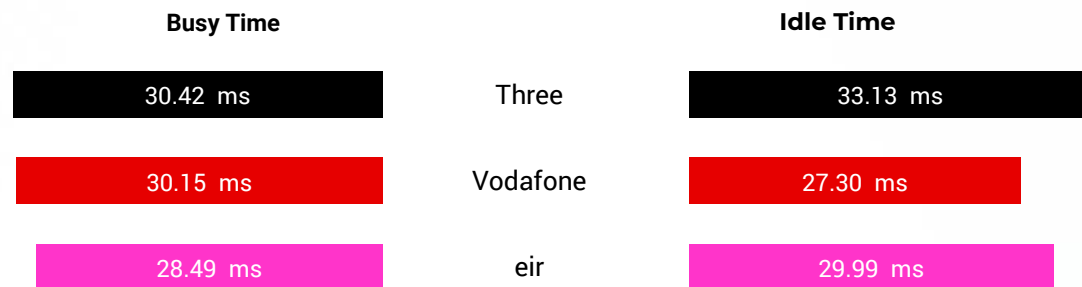 Busy Time Idle Time
30.42 ms Three 33.13 ms
30.15 ms Vodafone 27.30 ms
28.49 ms eir 29.99 ms